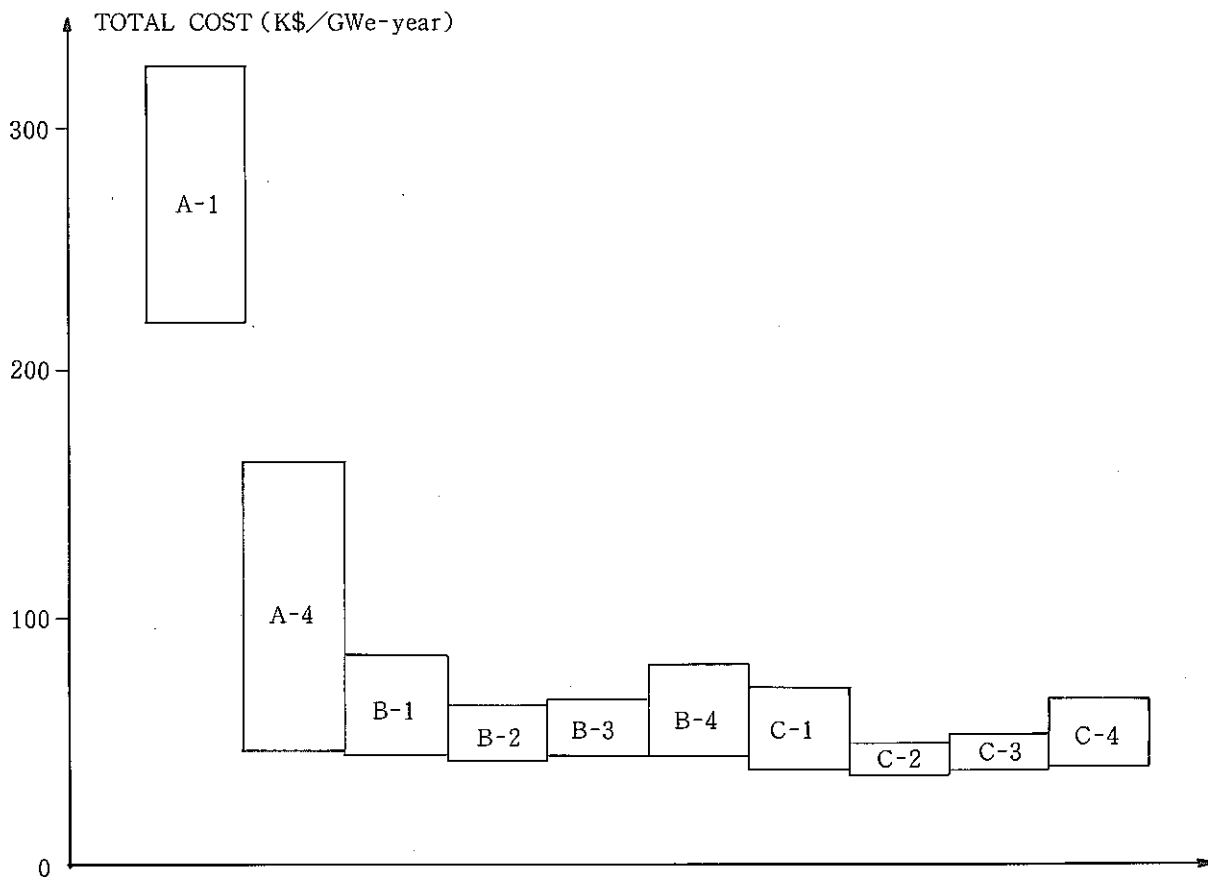 TOTAL COST (K$/GWe-year)
300
A-1
200
100
A-4
B-1
B-2
B-3
B-4
C-1
C-2
C-3
C-4
0